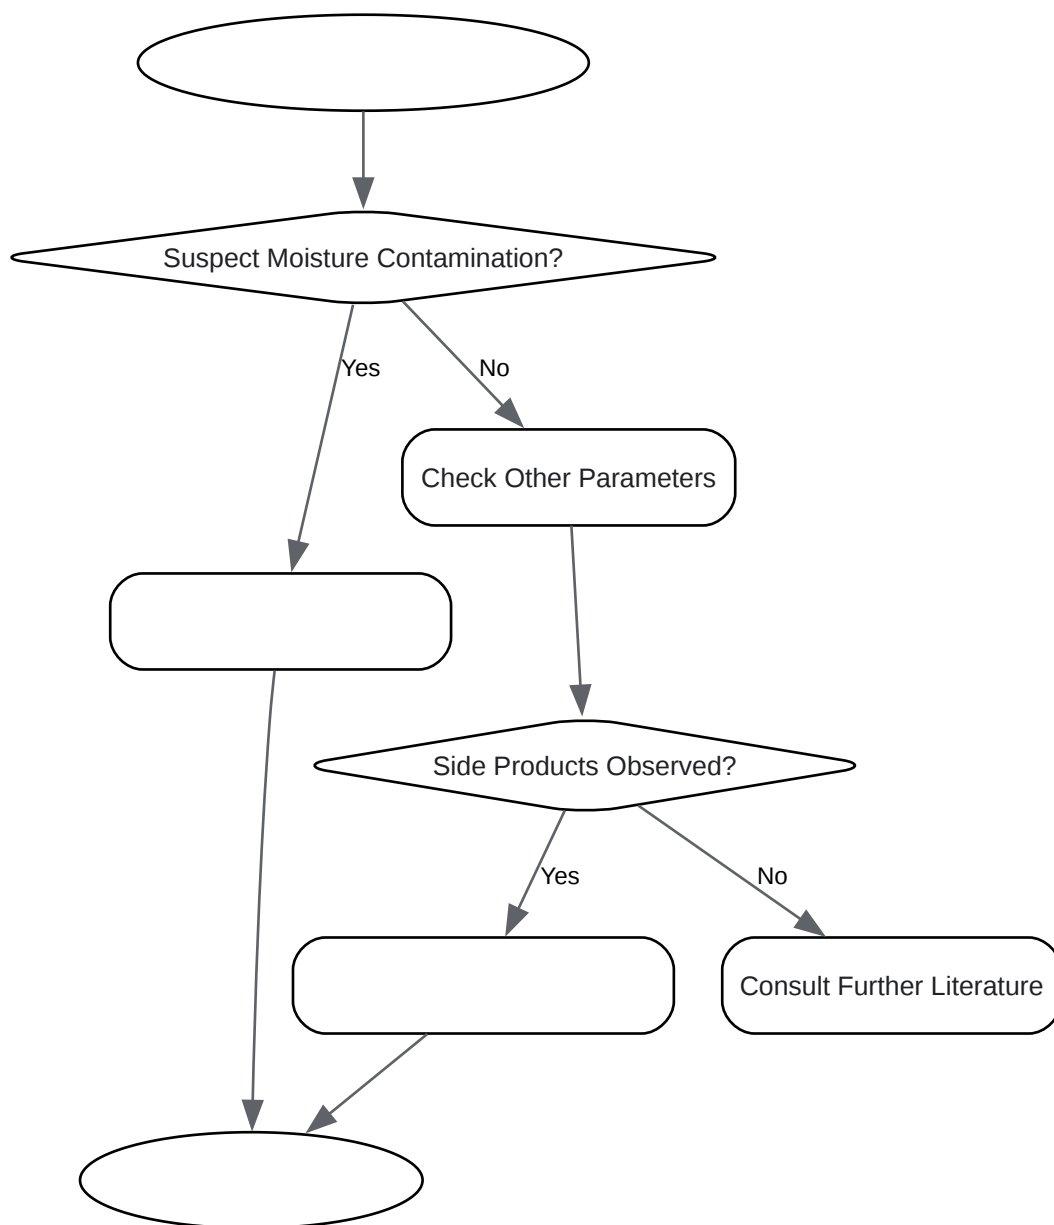 Suspect Moisture Contamination?
Yes
No
Check Other Parameters
Side Products Observed?
Yes
No
Consult Further Literature